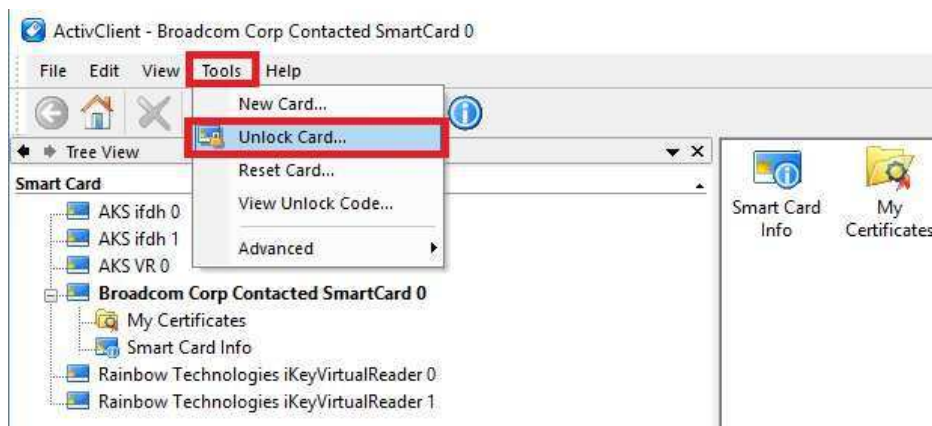 ActivClient - Broadcom Corp Contacted SmartCard 0
File Edit View Tools Help
New Card...
Unlock Card...
Reset Card...
View Unlock Code...
Advanced
Tree View
Smart Card
AKS ifdh 0
AKS ifdh 1
AKS VR 0
Broadcom Corp Contacted SmartCard 0
My Certificates
Smart Card Info
Rainbow Technologies iKeyVirtualReader 0
Rainbow Technologies iKeyVirtualReader 1
Smart Card
Info
My
Certificates